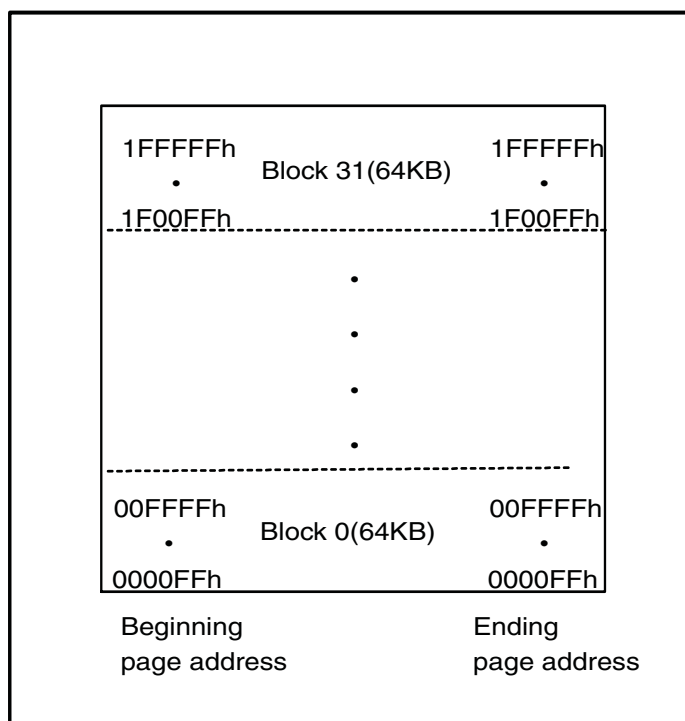 1FFFFFh 1FFFFFh
Block 31(64KB)
1F00FFh 1F00FFh
00FFFFh 00FFFFh
Block 0(64KB)
0000FFh 0000FFh
Beginning Ending
page address page address